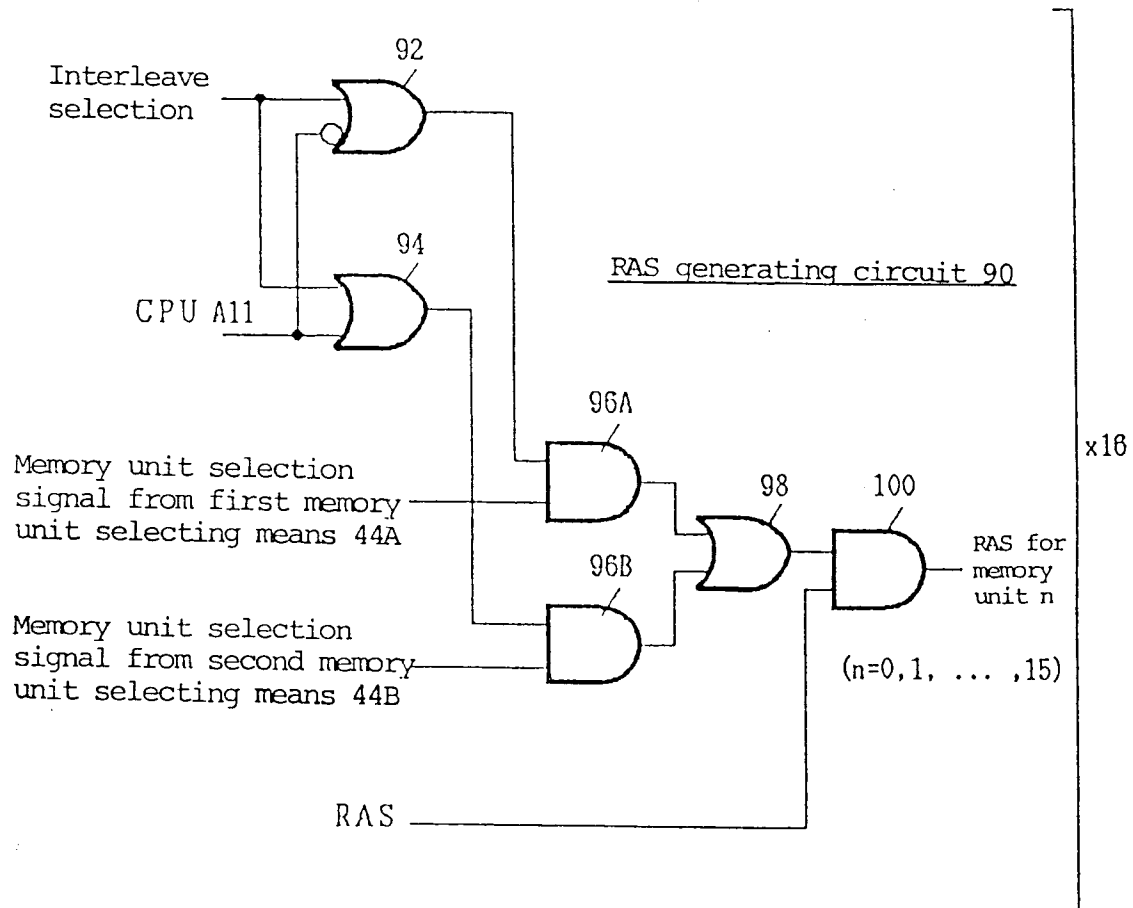 92
Interleave
selection
94
RAS generating circuit 90
CPU A11
96A
x16
Memory unit selection
signal from first memory
unit selecting means 44A
98
100
RAS for
memory
unit n
96B
Memory unit selection
signal from second memory
unit selecting means 44B
(n=0,1, ... ,15)
RAS